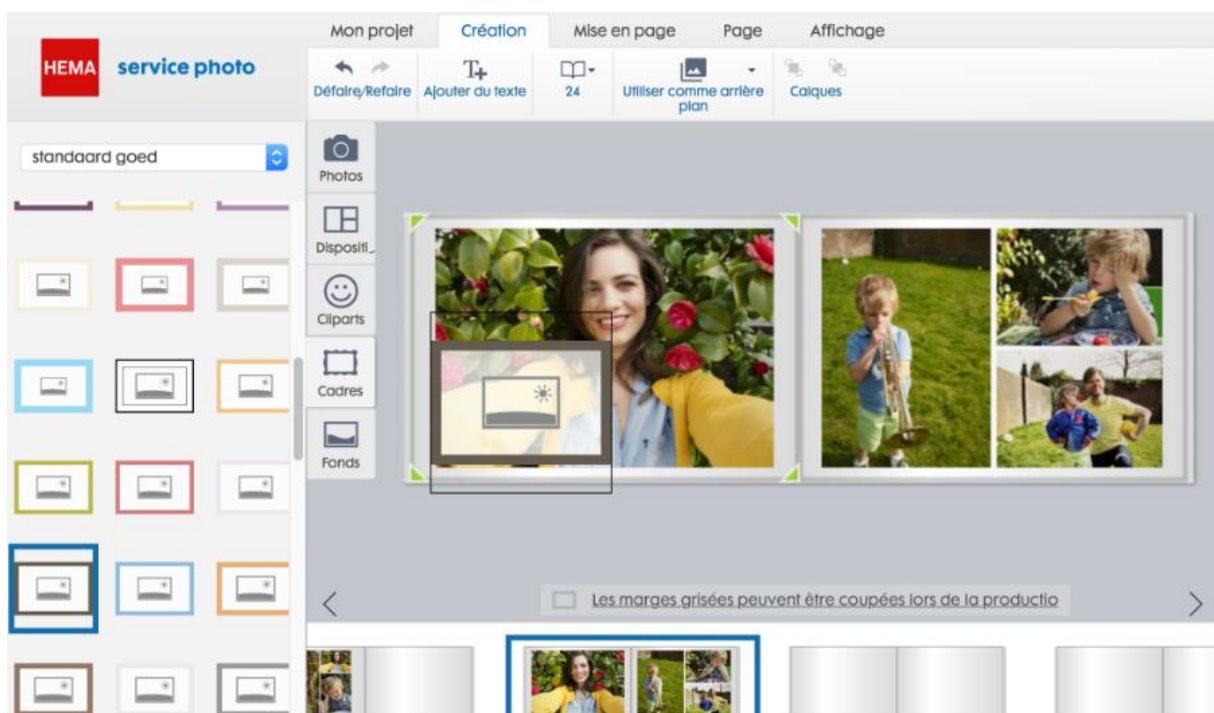 HEMA service photo
Mon projet Création Mise en page Page Affichage
Défaire/Refaire Ajouter du texte 24 Utiliser comme arrière plan Calques
standaard goed
Photos
Dispositi_
Cliparts
Cadres
Fonds
Les marges grisées peuvent être coupées lors de la productio